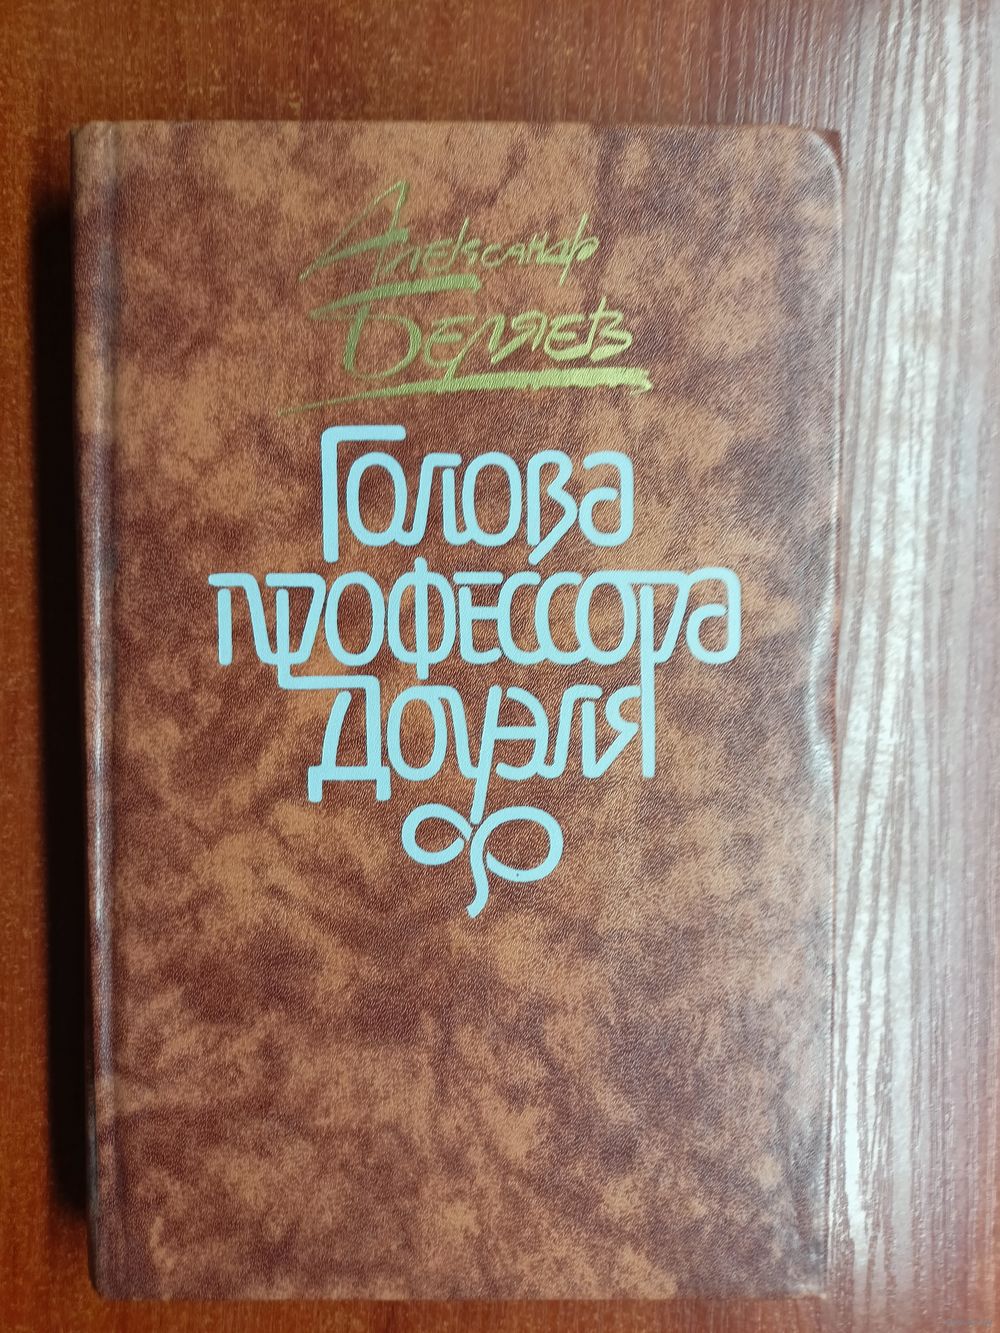 Александр
Беляев
Голова
профессора
Доуэля